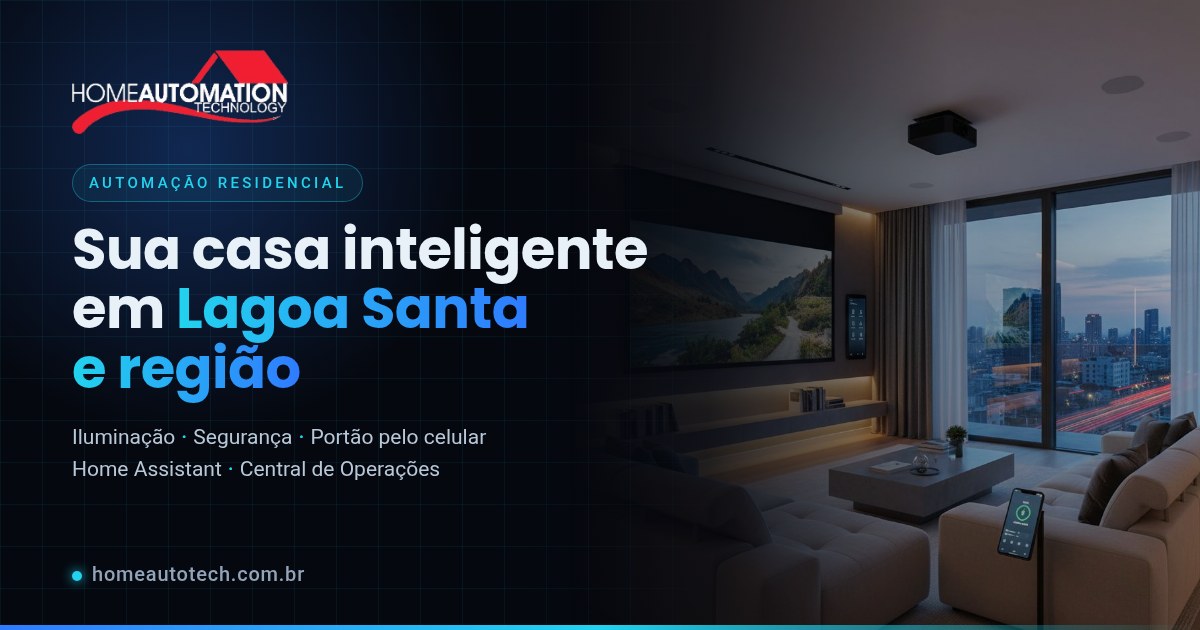 HOMEAUTOMATION
TECHNOLOGY
AUTOMAÇÃO RESIDENCIAL
Sua casa inteligente
em Lagoa Santa
e região
Iluminação · Segurança · Portão pelo celular
Home Assistant · Central de Operações
homeautotech.com.br